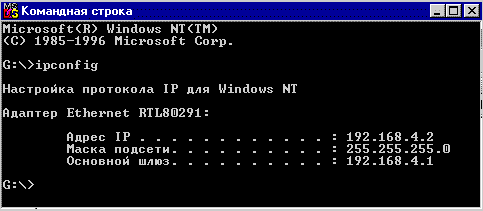 Командная строка
Microsoft(R) Windows NT(TM)
(C) 1985-1996 Microsoft Corp.
G:\>ipconfig
Настройка протокола IP для Windows NT
Адаптер Ethernet RTL80291:
Адрес IP . . . . . . . . . . . . : 192.168.4.2
Маска подсети. . . . . . . . . . : 255.255.255.0
Основной шлюз. . . . . . . . . . : 192.168.4.1
G:\>